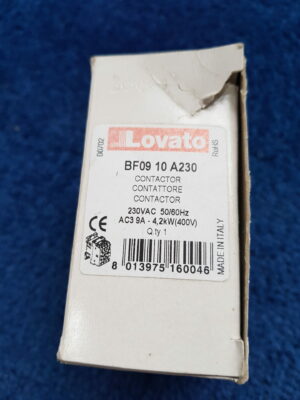 Lovato
RoHS
BF09 10 A230
CONTACTOR
CONTATTORE
CONTACTOR
230VAC 50/60Hz
AC3 9A - 4,2kW(400V)
Q.ty 1
CE
8 013975 160046
MADE IN ITALY